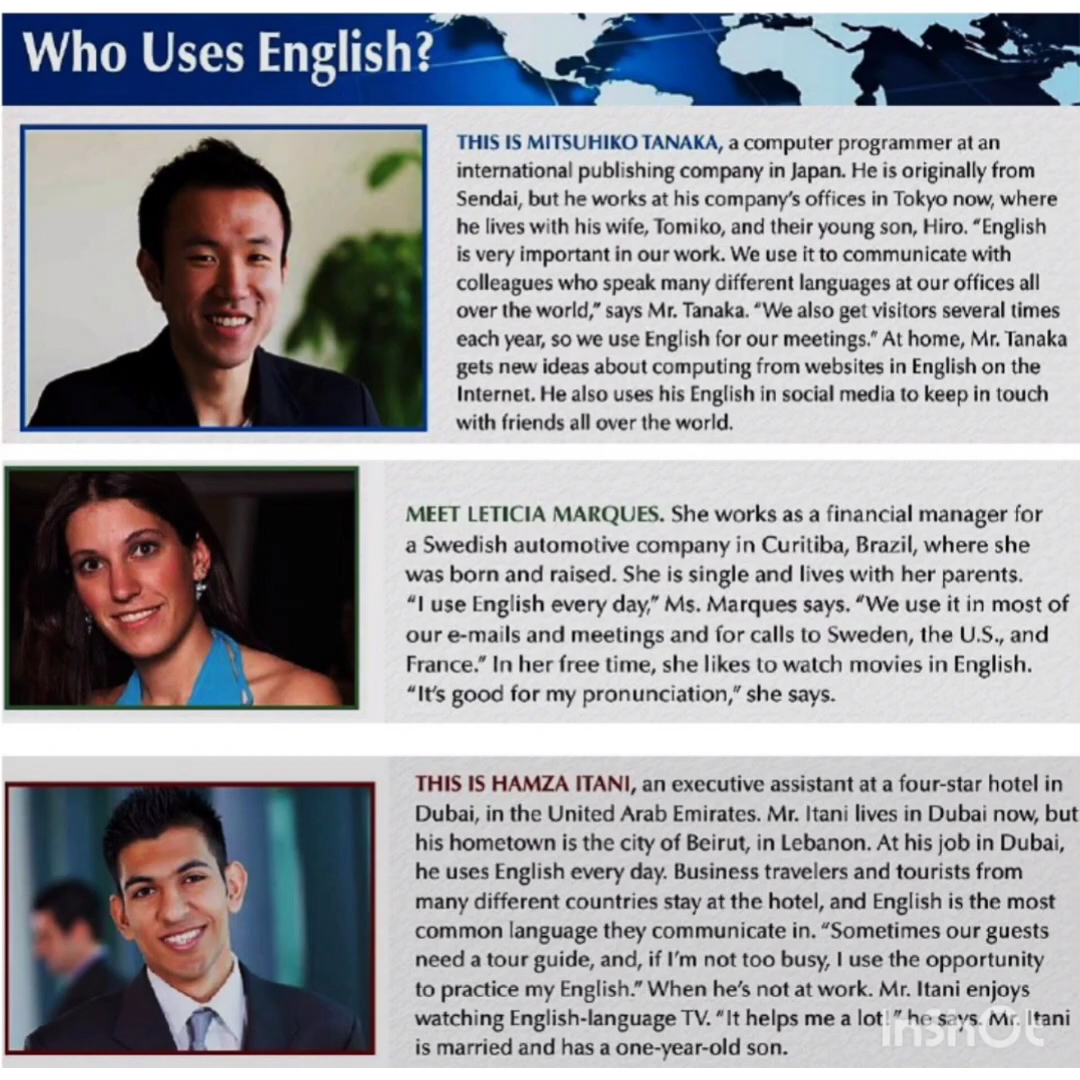 Who Uses English?
THIS IS MITSUHIKO TANAKA, a computer programmer at an
international publishing company in Japan. He is originally from
Sendai, but he works at his company's offices in Tokyo now, where
he lives with his wife, Tomiko, and their young son, Hiro. "English
is very important in our work. We use it to communicate with
colleagues who speak many different languages at our offices all
over the world," says Mr. Tanaka. "We also get visitors several times
each year, so we use English for our meetings." At home, Mr. Tanaka
gets new ideas about computing from websites in English on the
Internet. He also uses his English in social media to keep in touch
with friends all over the world.
MEET LETICIA MARQUES. She works as a financial manager for
a Swedish automotive company in Curitiba, Brazil, where she
was born and raised. She is single and lives with her parents.
"I use English every day," Ms. Marques says. "We use it in most of
our e-mails and meetings and for calls to Sweden, the U.S., and
France." In her free time, she likes to watch movies in English.
"It's good for my pronunciation," she says.
THIS IS HAMZA ITANI, an executive assistant at a four-star hotel in
Dubai, in the United Arab Emirates. Mr. Itani lives in Dubai now, but
his hometown is the city of Beirut, in Lebanon. At his job in Dubai,
he uses English every day. Business travelers and tourists from
many different countries stay at the hotel, and English is the most
common language they communicate in. "Sometimes our guests
need a tour guide, and, if I'm not too busy, I use the opportunity
to practice my English." When he's not at work. Mr. Itani enjoys
watching English-language TV. "It helps me a lot!" he says. Mr. Itani
is married and has a one-year-old son.
InShOt